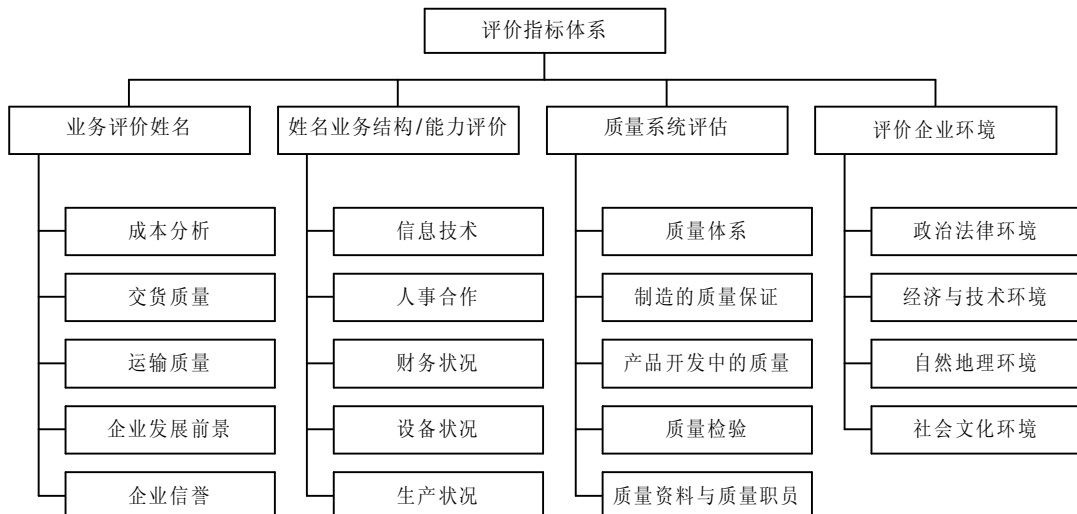 评价指标体系
业务评价姓名
姓名业务结构/能力评价
质量系统评估
评价企业环境
成本分析
信息技术
质量体系
政治法律环境
交货质量
人事合作
制造的质量保证
经济与技术环境
运输质量
财务状况
产品开发中的质量
自然地理环境
企业发展前景
设备状况
质量检验
社会文化环境
企业信誉
生产状况
质量资料与质量职员